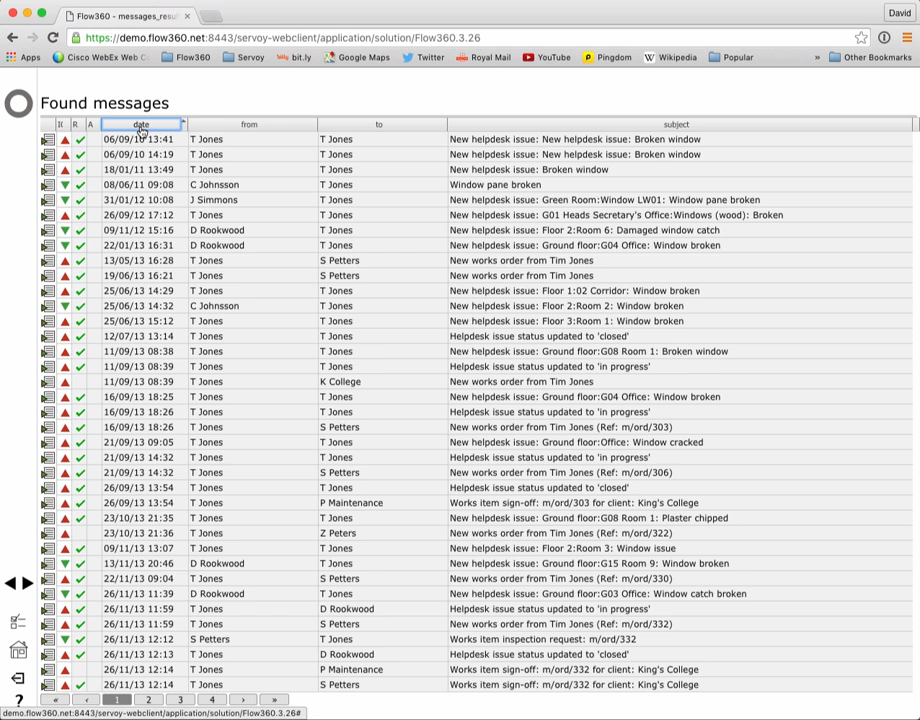 Flow360 - messages_resu
David
https://demo.flow360.net:8443/servoy-webclient/application/solution/Flow360.3.26
Apps Cisco WebEx Web C Flow360 Servoy bit.ly Google Maps Twitter Royal Mail YouTube Pingdom Wikipedia Popular » Other Bookmarks
Found messages
R A date from to subject
06/09/10 13:41 T Jones T Jones New helpdesk issue: New helpdesk issue: Broken window
06/09/10 14:19 T Jones T Jones New helpdesk issue: New helpdesk issue: Broken window
18/01/11 13:49 T Jones T Jones New helpdesk issue: Broken window
08/06/11 09:08 C Johnsson T Jones Window pane broken
31/01/12 10:08 J Simmons T Jones New helpdesk issue: Green Room:Window LW01: Window pane broken
26/09/12 17:12 T Jones T Jones New helpdesk issue: G01 Heads Secretary's Office:Windows (wood): Broken
09/11/12 15:16 D Rookwood T Jones New helpdesk issue: Floor 2:Room 6: Damaged window catch
22/01/13 16:31 D Rookwood T Jones New helpdesk issue: Ground floor:G04 Office: Window broken
13/05/13 16:28 T Jones S Petters New works order from Tim Jones
19/06/13 16:21 T Jones S Petters New works order from Tim Jones
25/06/13 14:29 T Jones T Jones New helpdesk issue: Floor 1:02 Corridor: Window broken
25/06/13 14:32 C Johnsson T Jones New helpdesk issue: Floor 2:Room 2: Window broken
25/06/13 15:12 T Jones T Jones New helpdesk issue: Floor 3:Room 1: Window broken
12/07/13 13:14 T Jones T Jones Helpdesk issue status updated to 'closed'
11/09/13 08:38 T Jones T Jones New helpdesk issue: Ground floor:G08 Room 1: Broken window
11/09/13 08:39 T Jones T Jones Helpdesk issue status updated to 'in progress'
11/09/13 08:39 T Jones K College New works order from Tim Jones
16/09/13 18:25 T Jones T Jones New helpdesk issue: Ground floor:G04 Office: Window broken
16/09/13 18:26 T Jones T Jones Helpdesk issue status updated to 'in progress'
16/09/13 18:26 T Jones S Petters New works order from Tim Jones (Ref: m/ord/303)
21/09/13 09:05 T Jones T Jones New helpdesk issue: Ground floor:Office: Window cracked
21/09/13 14:32 T Jones T Jones Helpdesk issue status updated to 'in progress'
21/09/13 14:32 T Jones S Petters New works order from Tim Jones (Ref: m/ord/306)
26/09/13 13:54 T Jones T Jones Helpdesk issue status updated to 'closed'
26/09/13 13:54 T Jones P Maintenance Works item sign-off: m/ord/303 for client: King's College
23/10/13 21:35 T Jones T Jones New helpdesk issue: Ground floor:G08 Room 1: Plaster chipped
23/10/13 21:36 T Jones Z Peters New works order from Tim Jones (Ref: m/ord/322)
09/11/13 13:07 T Jones T Jones New helpdesk issue: Floor 2:Room 3: Window issue
13/11/13 20:46 D Rookwood T Jones New helpdesk issue: Ground floor:G15 Room 9: Window broken
22/11/13 09:04 T Jones S Petters New works order from Tim Jones (Ref: m/ord/330)
26/11/13 11:39 D Rookwood T Jones New helpdesk issue: Ground floor:G03 Office: Window catch broken
26/11/13 11:59 T Jones D Rookwood Helpdesk issue status updated to 'in progress'
26/11/13 11:59 T Jones S Petters New works order from Tim Jones (Ref: m/ord/332)
26/11/13 12:12 S Petters T Jones Works item inspection request: m/ord/332
26/11/13 12:13 T Jones D Rookwood Helpdesk issue status updated to 'closed'
26/11/13 12:14 T Jones P Maintenance Works item sign-off: m/ord/332 for client: King's College
26/11/13 12:14 T Jones S Petters Works item sign-off: m/ord/332 for client: King's College
« ‹ 1 2 3 4 › »
?
demo.flow360.net:8443/servoy-webclient/application/solution/Flow360.3.26#